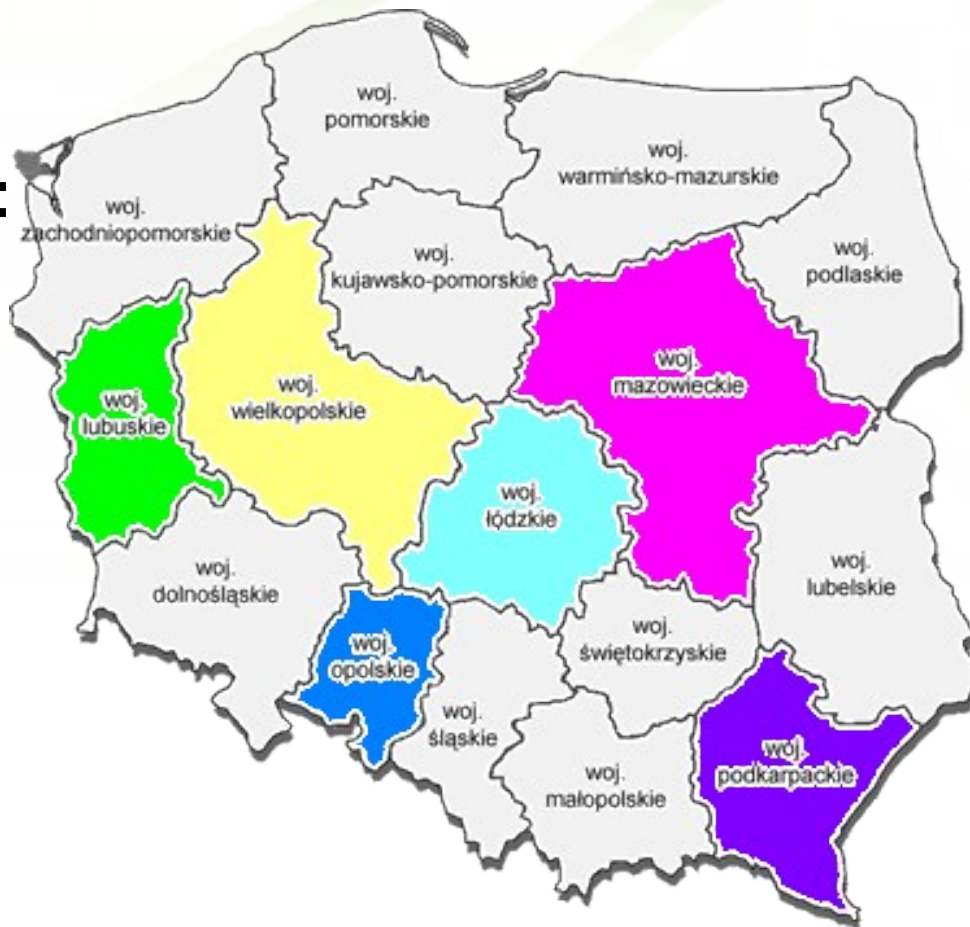 woj.
pomorskie
woj.
warmińsko-mazurskie
woj.
zachodniopomorskie
woj.
kujawsko-pomorskie
woj.
podlaskie
woj.
lubuskie
woj.
wielkopolskie
woj.
mazowieckie
woj.
łódzkie
woj.
dolnośląskie
woj.
lubelskie
woj.
opolskie
woj.
świętokrzyskie
woj.
śląskie
woj.
małopolskie
woj.
podkarpackie